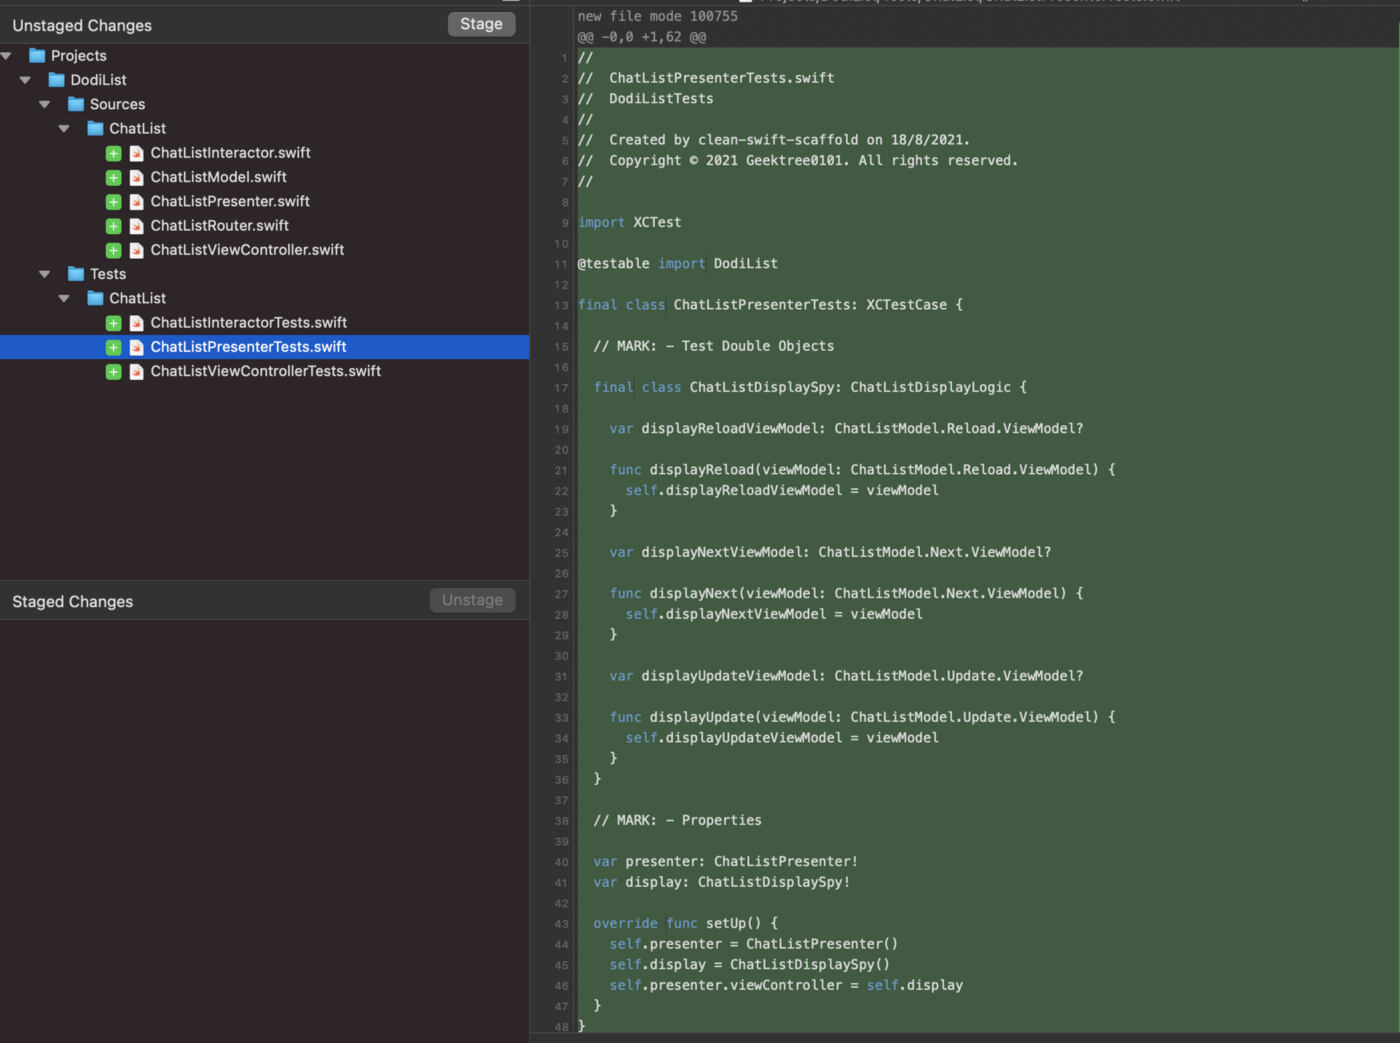 Unstaged Changes
Stage
Projects
DodiList
Sources
ChatList
ChatListInteractor.swift
ChatListModel.swift
ChatListPresenter.swift
ChatListRouter.swift
ChatListViewController.swift
Tests
ChatList
ChatListInteractorTests.swift
ChatListPresenterTests.swift
ChatListViewControllerTests.swift
Staged Changes
Unstage
new file mode 100755
@@ -0,0 +1,62 @@
1 //
2 //  ChatListPresenterTests.swift
3 //  DodiListTests
4 //
5 //  Created by clean-swift-scaffold on 18/8/2021.
6 //  Copyright © 2021 Geektree0101. All rights reserved.
7 //
8
9 import XCTest
10
11 @testable import DodiList
12
13 final class ChatListPresenterTests: XCTestCase {
14
15   // MARK: - Test Double Objects
16
17   final class ChatListDisplaySpy: ChatListDisplayLogic {
18
19     var displayReloadViewModel: ChatListModel.Reload.ViewModel?
20
21     func displayReload(viewModel: ChatListModel.Reload.ViewModel) {
22       self.displayReloadViewModel = viewModel
23     }
24
25     var displayNextViewModel: ChatListModel.Next.ViewModel?
26
27     func displayNext(viewModel: ChatListModel.Next.ViewModel) {
28       self.displayNextViewModel = viewModel
29     }
30
31     var displayUpdateViewModel: ChatListModel.Update.ViewModel?
32
33     func displayUpdate(viewModel: ChatListModel.Update.ViewModel) {
34       self.displayUpdateViewModel = viewModel
35     }
36   }
37
38   // MARK: - Properties
39
40   var presenter: ChatListPresenter!
41   var display: ChatListDisplaySpy!
42
43   override func setUp() {
44     self.presenter = ChatListPresenter()
45     self.display = ChatListDisplaySpy()
46     self.presenter.viewController = self.display
47   }
48 }